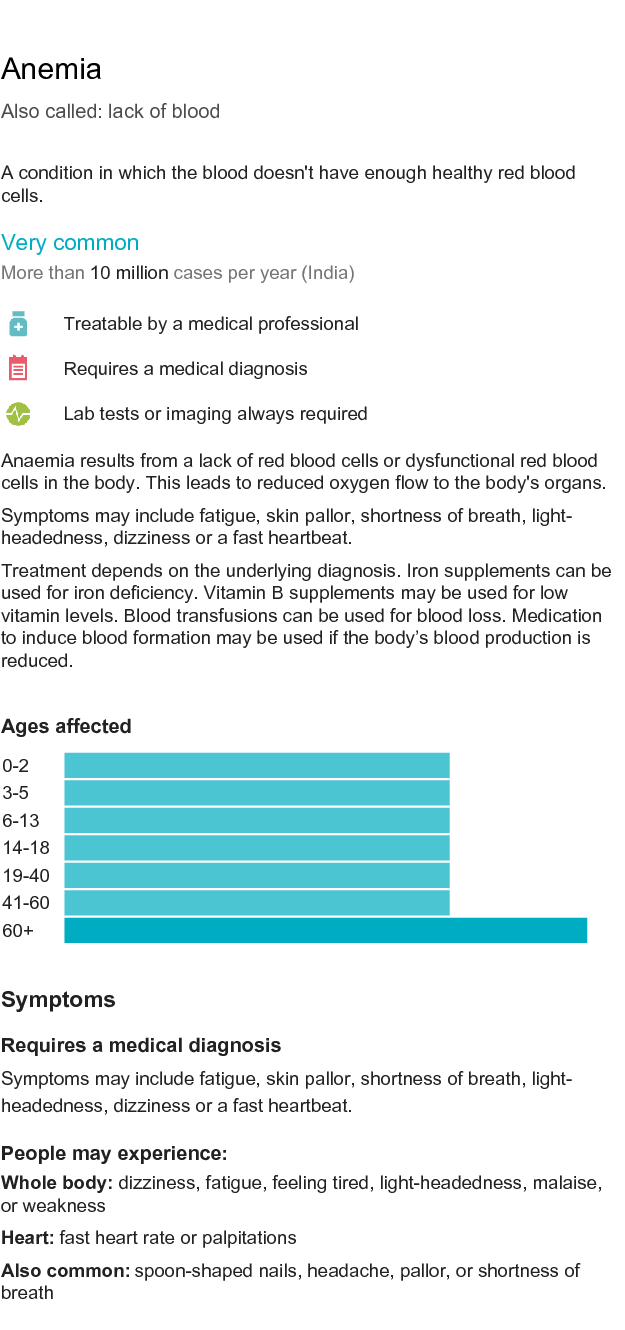 Anemia
Also called: lack of blood
A condition in which the blood doesn't have enough healthy red blood
cells.
Very common
More than 10 million cases per year (India)
Treatable by a medical professional
Requires a medical diagnosis
Lab tests or imaging always required
Anaemia results from a lack of red blood cells or dysfunctional red blood
cells in the body. This leads to reduced oxygen flow to the body's organs.
Symptoms may include fatigue, skin pallor, shortness of breath, light-
headedness, dizziness or a fast heartbeat.
Treatment depends on the underlying diagnosis. Iron supplements can be
used for iron deficiency. Vitamin B supplements may be used for low
vitamin levels. Blood transfusions can be used for blood loss. Medication
to induce blood formation may be used if the body’s blood production is
reduced.
Ages affected
0-2
3-5
6-13
14-18
19-40
41-60
60+
Symptoms
Requires a medical diagnosis
Symptoms may include fatigue, skin pallor, shortness of breath, light-
headedness, dizziness or a fast heartbeat.
People may experience:
Whole body: dizziness, fatigue, feeling tired, light-headedness, malaise,
or weakness
Heart: fast heart rate or palpitations
Also common: spoon-shaped nails, headache, pallor, or shortness of
breath